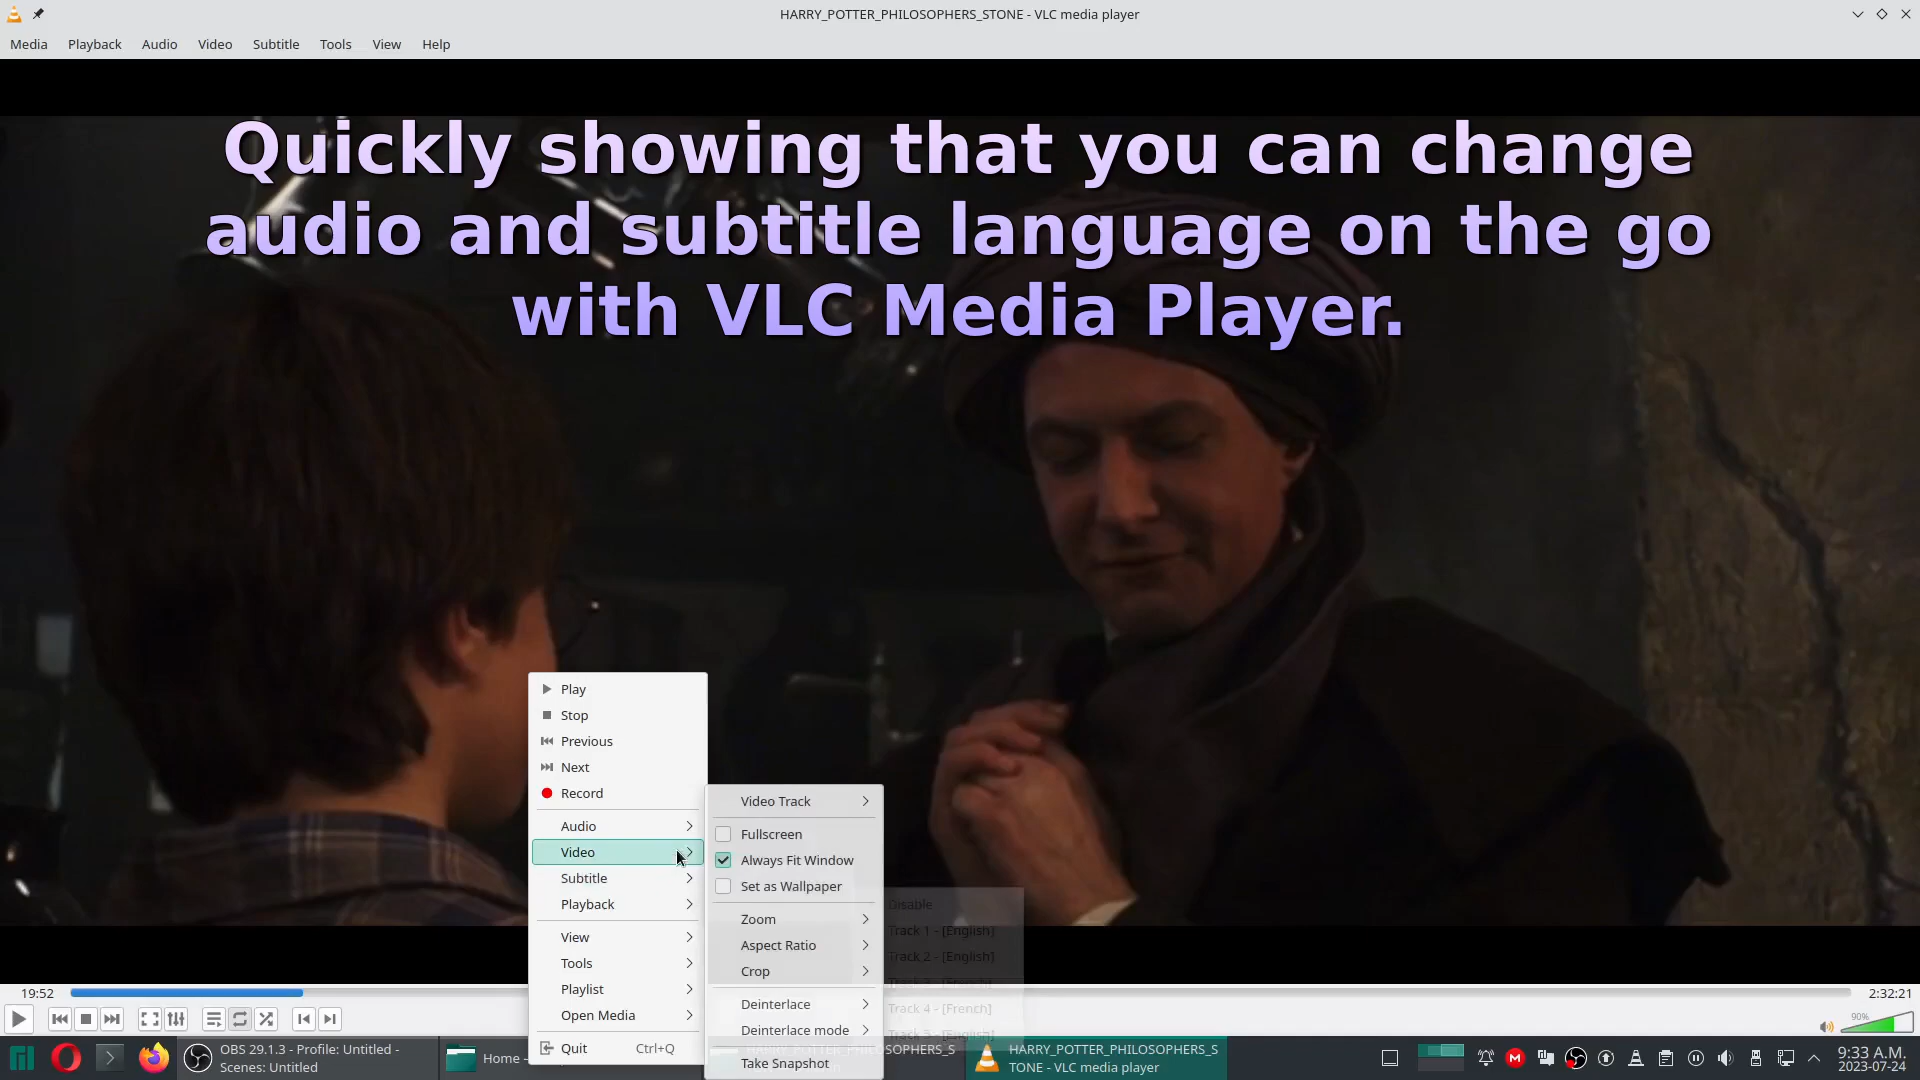 HARRY_POTTER_PHILOSOPHERS_STONE - VLC media player
Media Playback Audio Video Subtitle Tools View Help
Quickly showing that you can change
audio and subtitle language on the go
with VLC Media Player.
Play
Stop
Previous
Next
Record
Audio
Video
Subtitle
Playback
View
Tools
Playlist
Open Media
Quit Ctrl+Q
Video Track
Fullscreen
Always Fit Window
Set as Wallpaper
Zoom
Aspect Ratio
Crop
Deinterlace
Deinterlace mode
Take Snapshot
Disable
Track 1 - [English]
Track 2 - [English]
Track 4 - [French]
Track 5 - [English]
19:52
2:32:21
90%
OBS 29.1.3 - Profile: Untitled -
Scenes: Untitled
Home -
HARRY_POTTER_PHILOSOPHERS_S
TONE - VLC media player
9:33 A.M.
2023-07-24